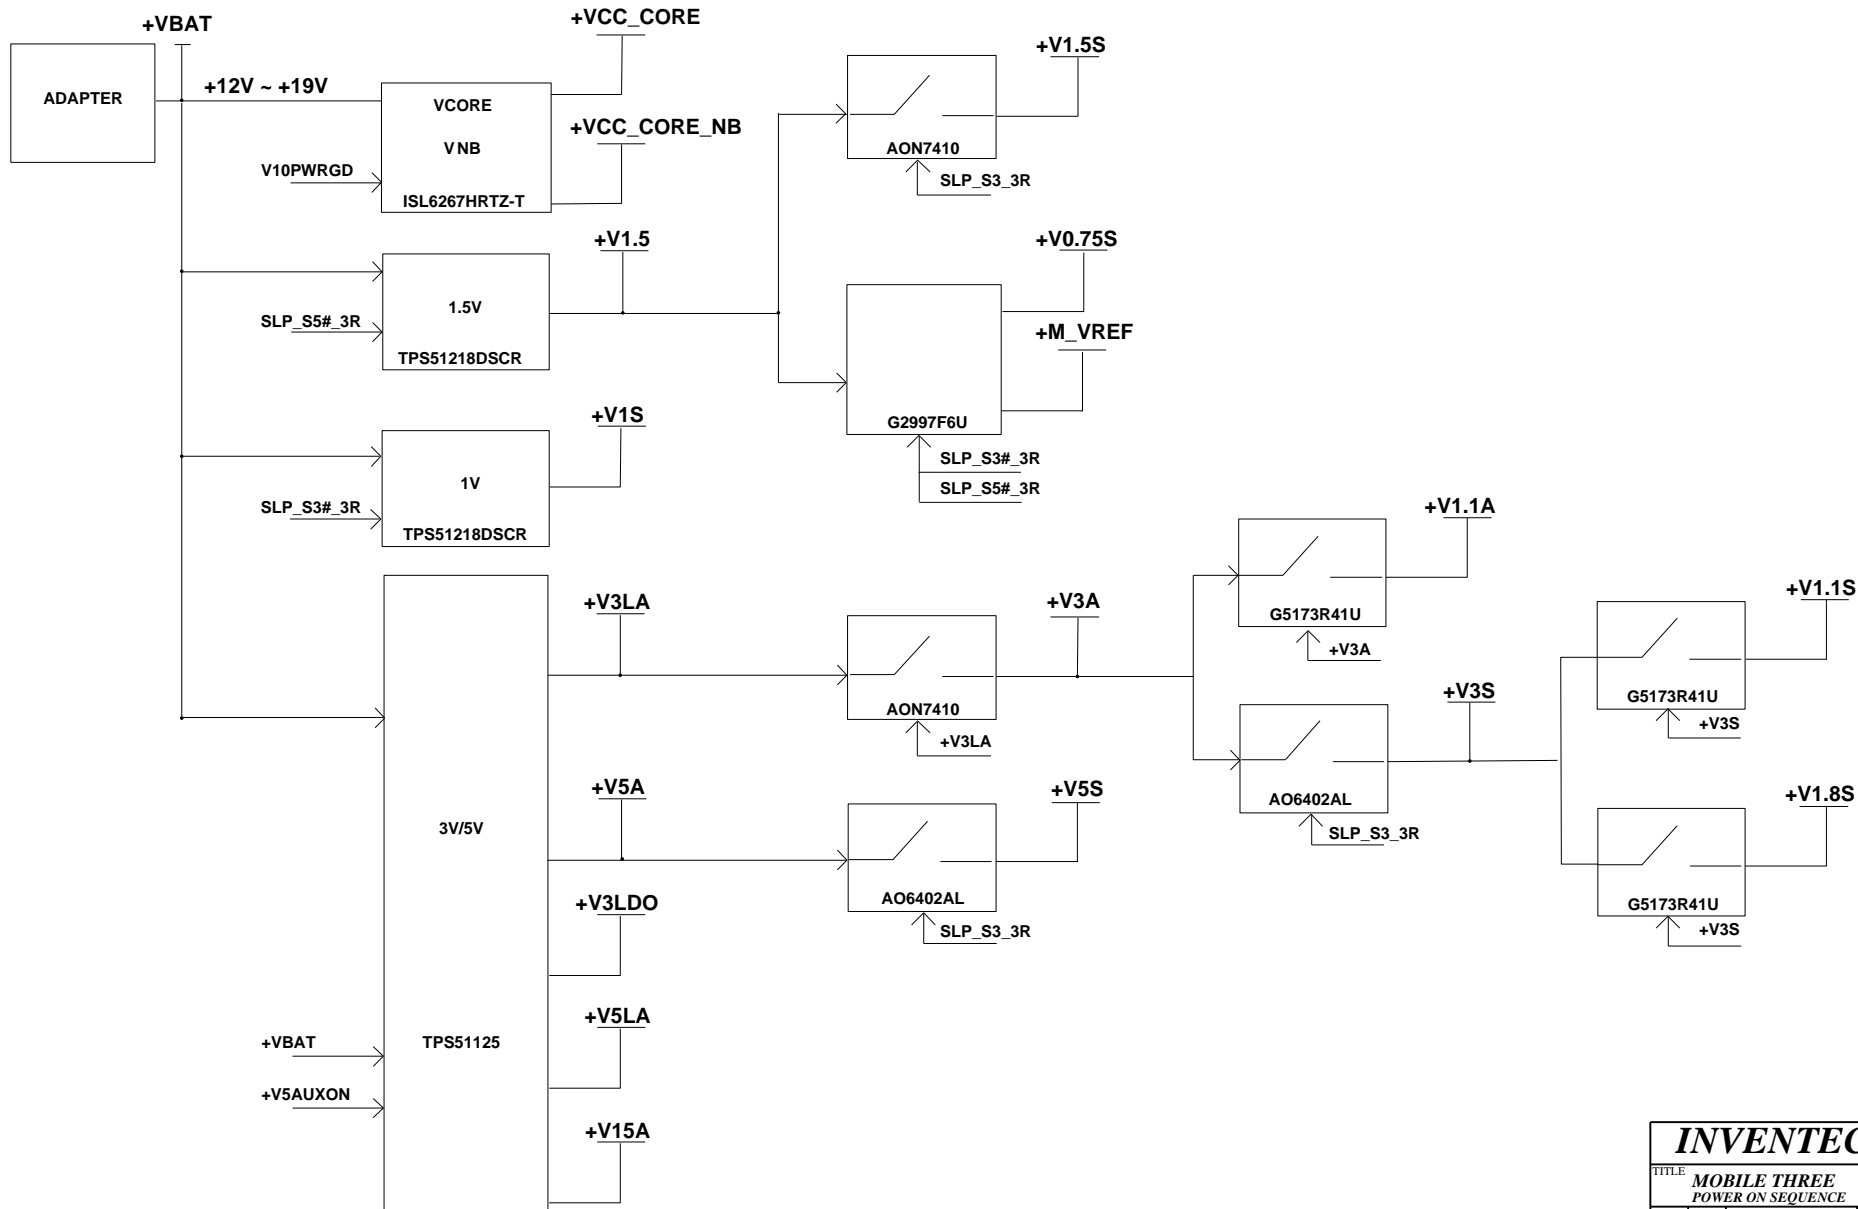 +VBAT
ADAPTER
+12V ~ +19V
+VCC_CORE
VCORE
VNB
ISL6267HRTZ-T
V10PWRGD
+VCC_CORE_NB
+V1.5S
AON7410
SLP_S3_3R
+V1.5
1.5V
SLP_S5#_3R
TPS51218DSCR
+V0.75S
+M_VREF
G2997F6U
SLP_S3#_3R
SLP_S5#_3R
+V1S
1V
SLP_S3#_3R
TPS51218DSCR
+V3LA
+V3A
AON7410
+V3LA
+V1.1A
G5173R41U
+V3A
+V3S
AO6402AL
SLP_S3_3R
+V1.1S
G5173R41U
+V3S
+V1.8S
G5173R41U
+V3S
+V5A
+V5S
AO6402AL
SLP_S3_3R
3V/5V
+V3LDO
+V5LA
+VBAT
TPS51125
+V5AUXON
+V15A
INVENTEC
TITLE
MOBILE THREE
POWER ON SEQUENCE